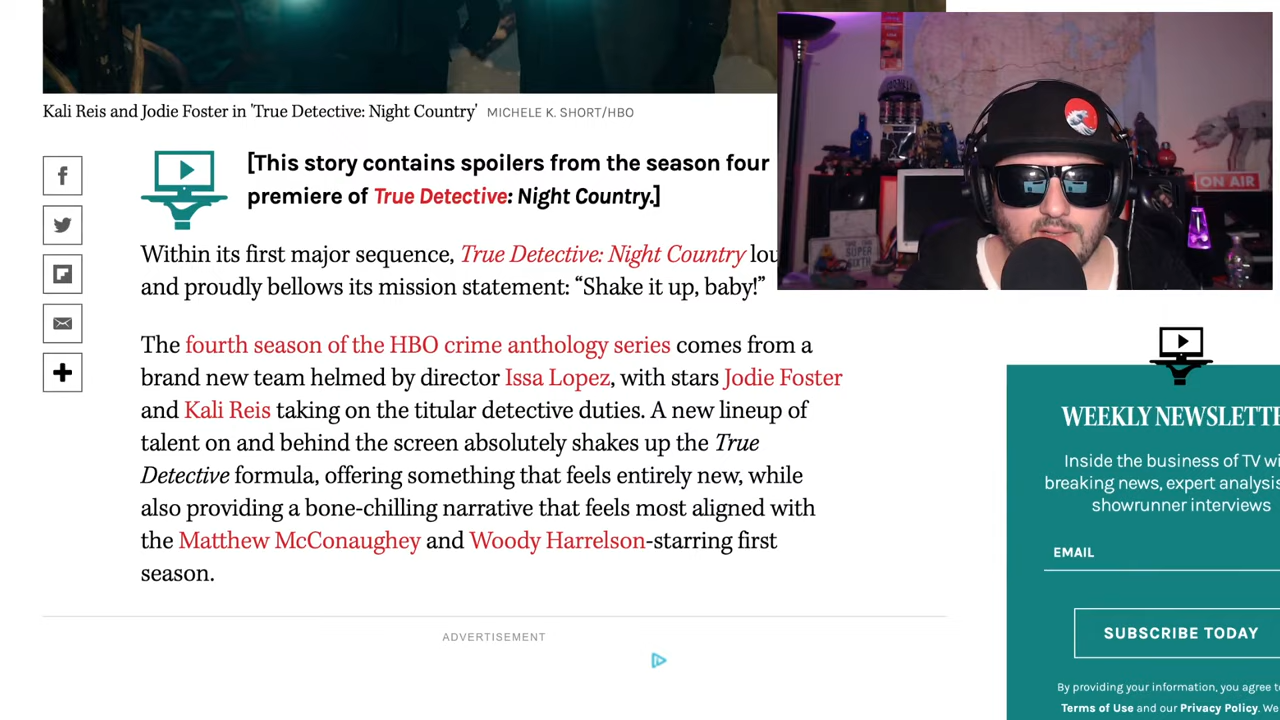 Kali Reis and Jodie Foster in 'True Detective: Night Country' MICHELE K. SHORT/HBO
[This story contains spoilers from the season four
premiere of True Detective: Night Country.]
Within its first major sequence, True Detective: Night Country lou
and proudly bellows its mission statement: “Shake it up, baby!”
The fourth season of the HBO crime anthology series comes from a
brand new team helmed by director Issa Lopez, with stars Jodie Foster
and Kali Reis taking on the titular detective duties. A new lineup of
talent on and behind the screen absolutely shakes up the True
Detective formula, offering something that feels entirely new, while
also providing a bone-chilling narrative that feels most aligned with
the Matthew McConaughey and Woody Harrelson-starring first
season.
ADVERTISEMENT
ON AIR
WEEKLY NEWSLETTE
Inside the business of TV wi
breaking news, expert analysis
showrunner interviews
EMAIL
SUBSCRIBE TODAY
By providing your information, you agree to
Terms of Use and our Privacy Policy. We